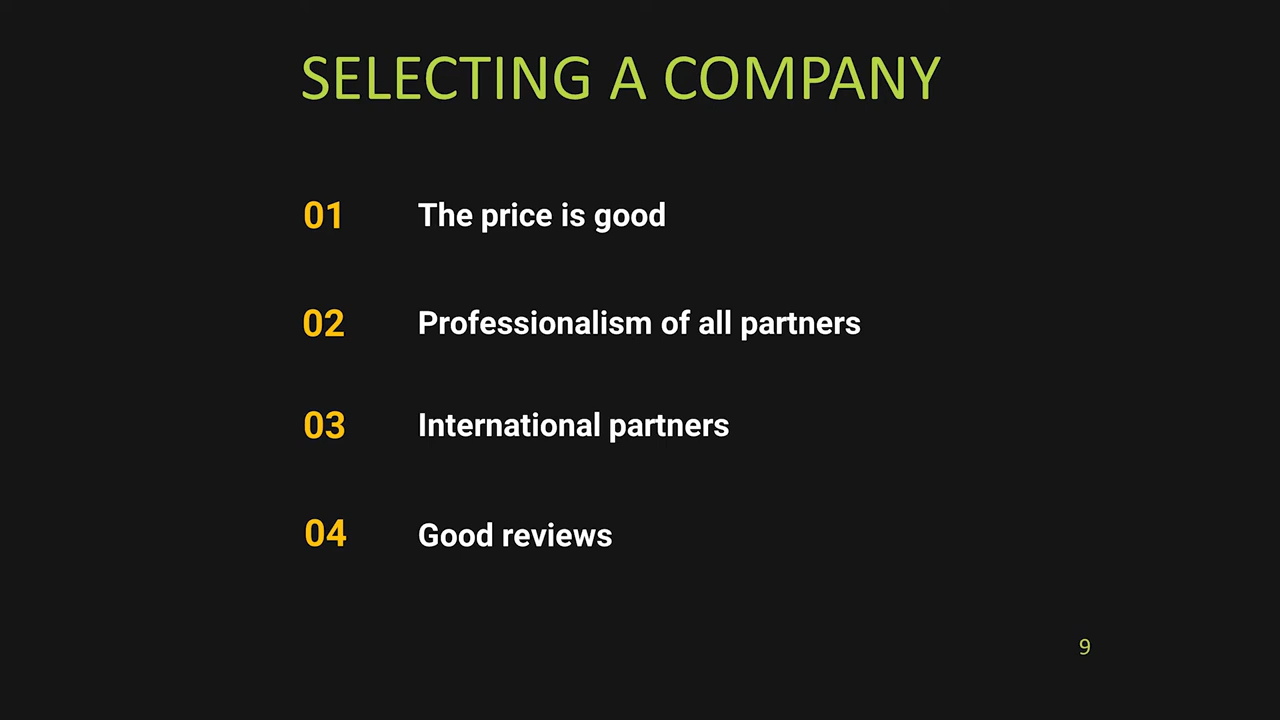 SELECTING A COMPANY
01 The price is good
02 Professionalism of all partners
03 International partners
04 Good reviews
9